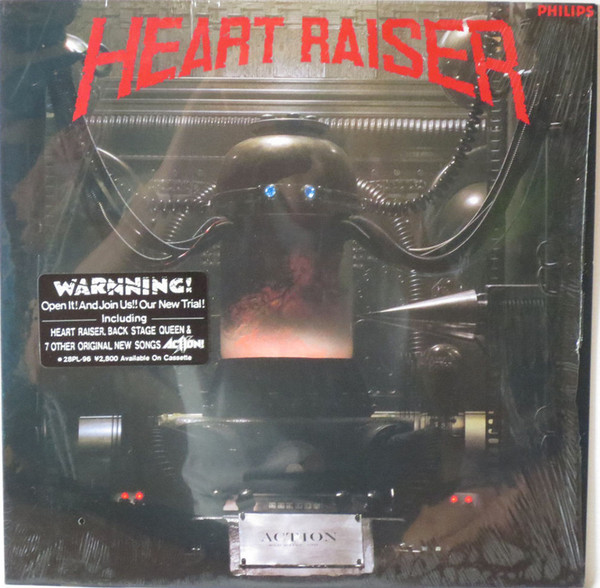 HEART RAISER
PHILIPS
WARNNING!
Open It! And Join Us!! Our New Trial!
Including
HEART RAISER, BACK STAGE QUEEN &
7 OTHER ORIGINAL NEW SONGS ACTION!
28PL-96 ¥2,800 Available On Cassette
ACTION